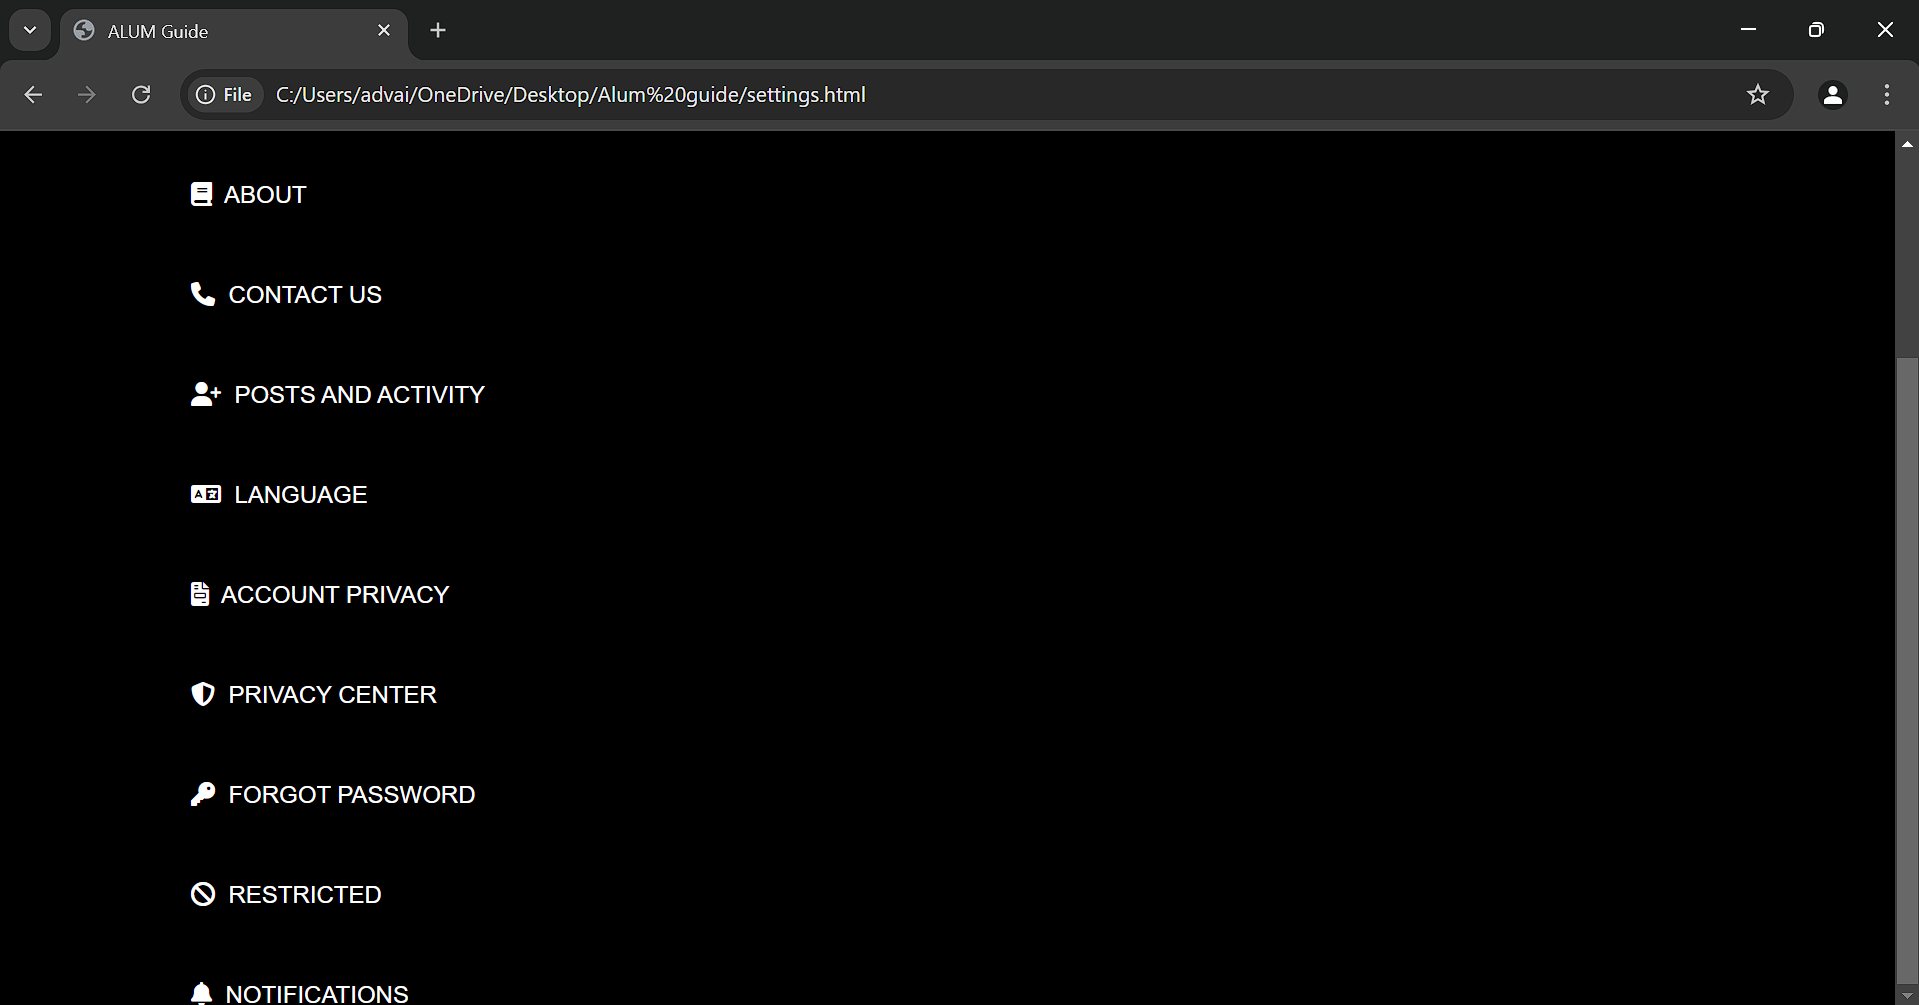 ALUM Guide
File C:/Users/advai/OneDrive/Desktop/Alum%20guide/settings.html
ABOUT
CONTACT US
POSTS AND ACTIVITY
LANGUAGE
ACCOUNT PRIVACY
PRIVACY CENTER
FORGOT PASSWORD
RESTRICTED
NOTIFICATIONS